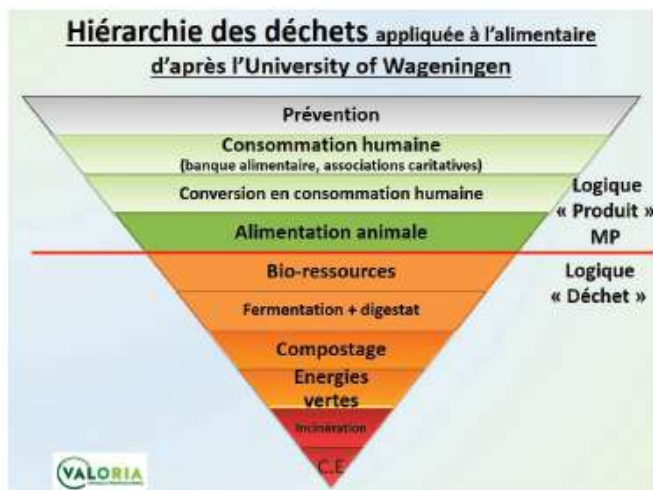 Hiérarchie des déchets appliquée à l'alimentaire
d'après l'University of Wageningen
Prévention
Consommation humaine
(banque alimentaire, associations caritatives)
Conversion en consommation humaine
Alimentation animale
Logique
« Produit »
MP
Bio-ressources
Fermentation + digestat
Compostage
Energies
vertes
Incinération
C.E
Logique
« Déchet »
VALORIA